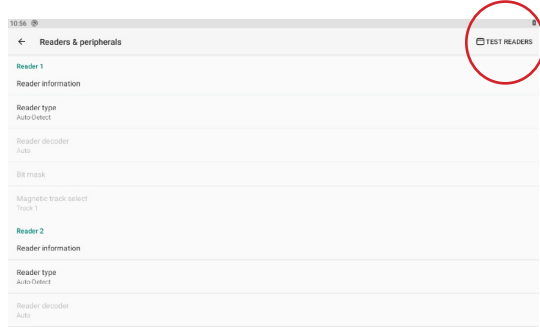 10:56
Readers & peripherals
TEST READERS
Reader 1
Reader information
Reader type
Auto-Detect
Reader decoder
Auto
Bit mask
Magnetic track select
Track 1
Reader 2
Reader information
Reader type
Auto-Detect
Reader decoder
Auto